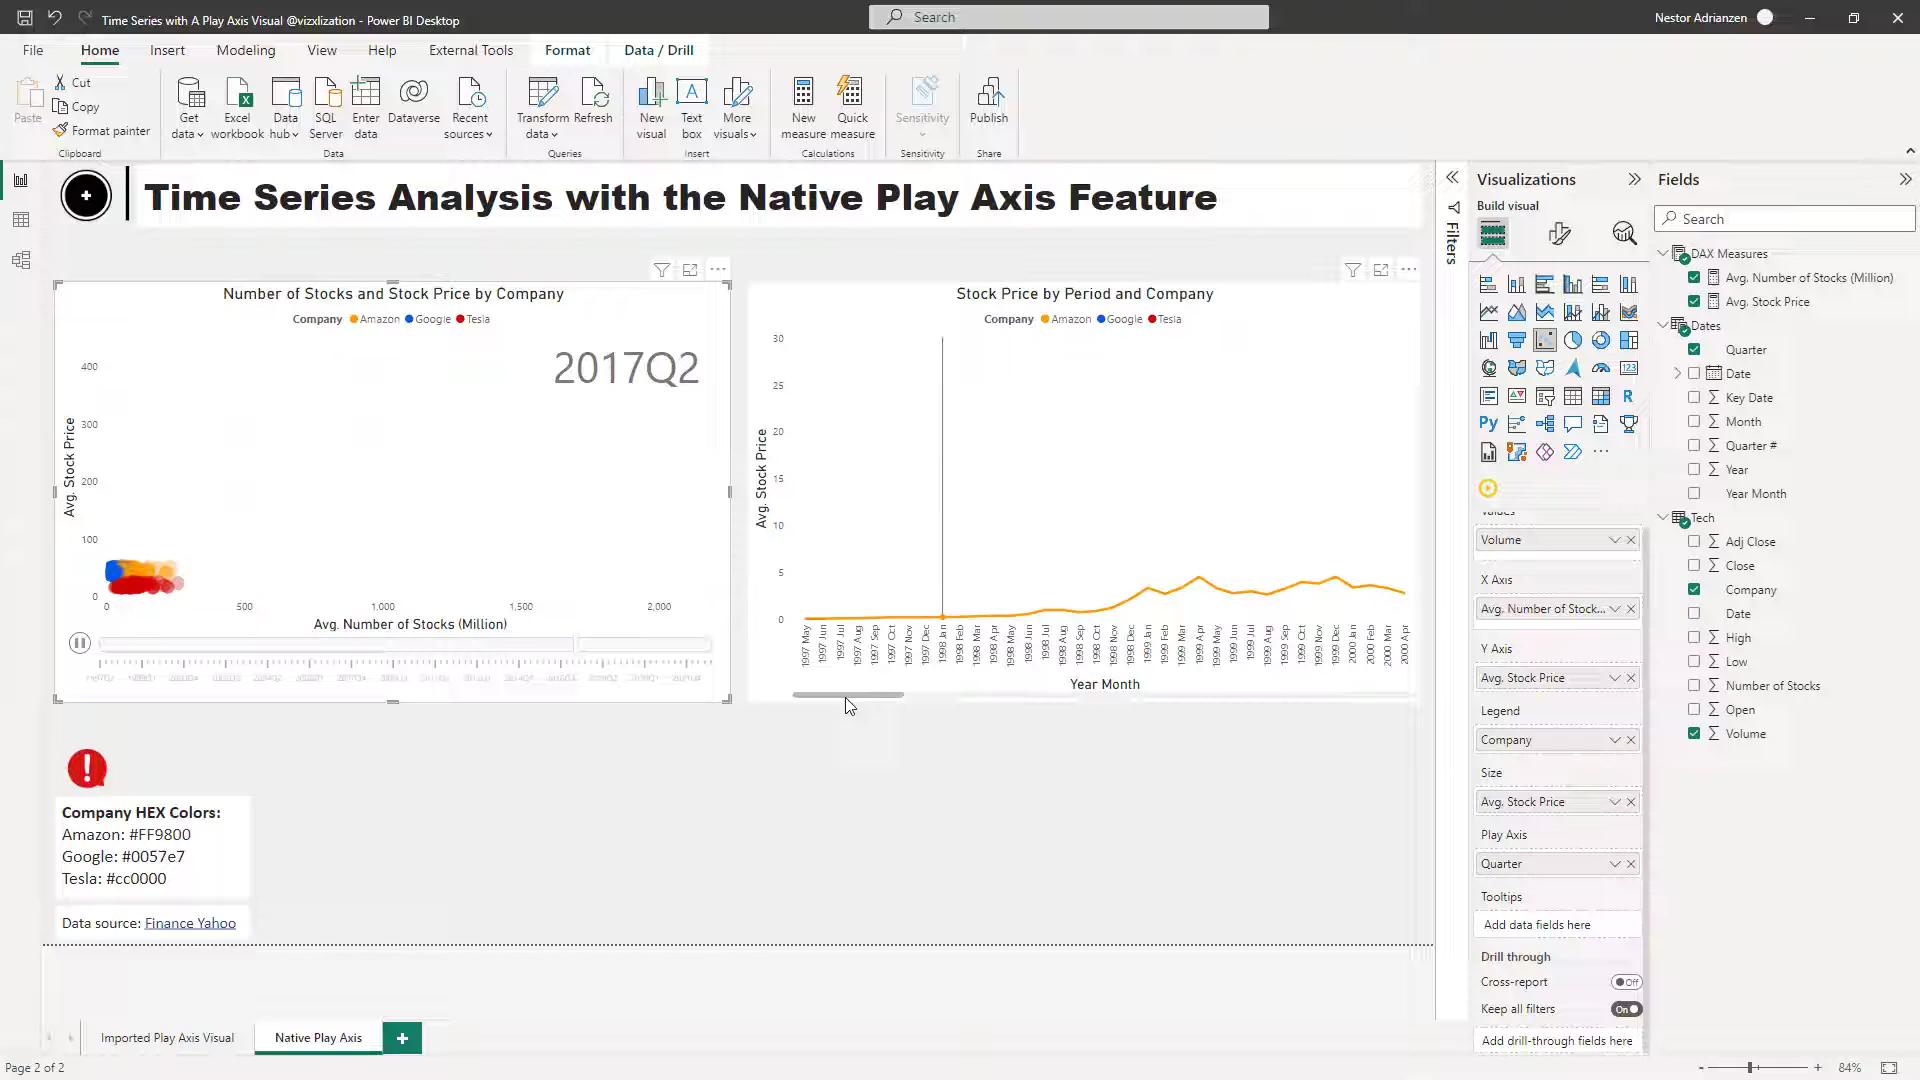 Time Series with A Play Axis Visual @vizxlization - Power BI Desktop
Search
Nestor Adrianzen
File
Home
Insert
Modeling
View
Help
External Tools
Format
Data / Drill
Paste
Cut
Copy
Format painter
Clipboard
Get data
Excel workbook
Data hub
SQL Server
Enter data
Dataverse
Recent sources
Data
Transform data
Refresh
Queries
New visual
Text box
More visuals
Insert
New measure
Quick measure
Calculations
Sensitivity
Sensitivity
Publish
Share
Time Series Analysis with the Native Play Axis Feature
Number of Stocks and Stock Price by Company
Company Amazon Google Tesla
2017Q2
Avg. Stock Price
400
300
200
100
0
0 500 1,000 1,500 2,000
Avg. Number of Stocks (Million)
Stock Price by Period and Company
Company Amazon Google Tesla
Avg. Stock Price
30
25
20
15
10
5
0
1997 May
1997 Jun
1997 Jul
1997 Aug
1997 Sep
1997 Oct
1997 Nov
1997 Dec
1998 Jan
1998 Feb
1998 Mar
1998 Apr
1998 May
1998 Jun
1998 Jul
1998 Aug
1998 Sep
1998 Oct
1998 Nov
1998 Dec
1999 Jan
1999 Feb
1999 Mar
1999 Apr
1999 May
1999 Jun
1999 Jul
1999 Aug
1999 Sep
1999 Oct
1999 Nov
1999 Dec
2000 Jan
2000 Feb
2000 Mar
2000 Apr
Year Month
Company HEX Colors:
Amazon: #FF9800
Google: #0057e7
Tesla: #cc0000
Data source: Finance Yahoo
Imported Play Axis Visual
Native Play Axis
Page 2 of 2
Filters
Visualizations
Build visual
Values
Volume
X Axis
Avg. Number of Stock...
Y Axis
Avg. Stock Price
Legend
Company
Size
Avg. Stock Price
Play Axis
Quarter
Tooltips
Add data fields here
Drill through
Cross-report
Off
Keep all filters
On
Add drill-through fields here
Fields
Search
DAX Measures
Avg. Number of Stocks (Million)
Avg. Stock Price
Dates
Quarter
Date
Key Date
Month
Quarter #
Year
Year Month
Tech
Adj Close
Close
Company
Date
High
Low
Number of Stocks
Open
Volume
84%